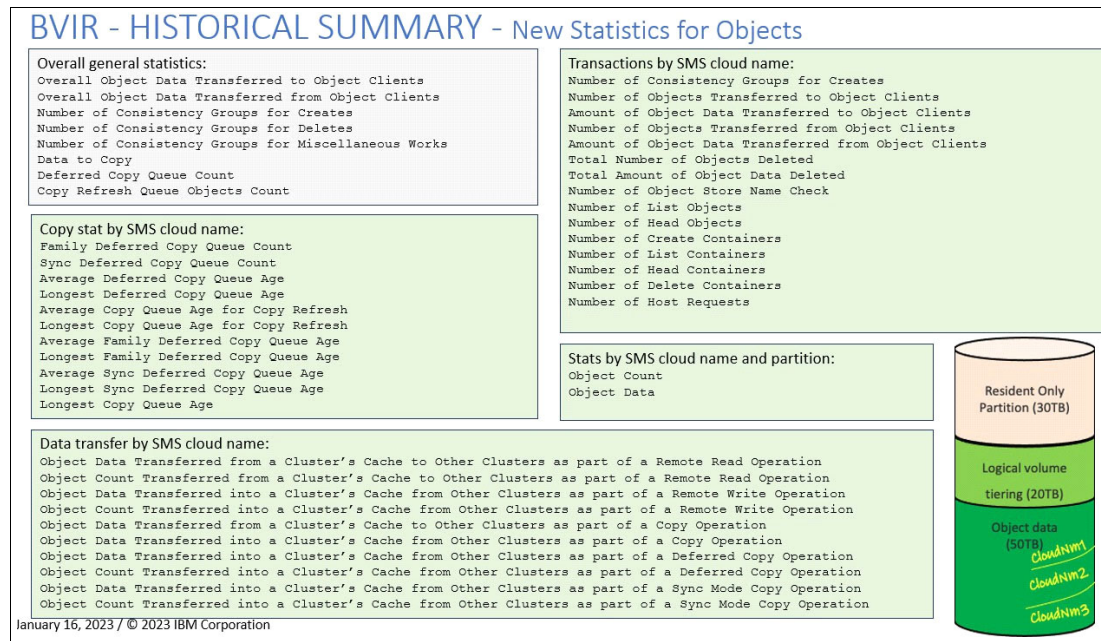 BVIR - HISTORICAL SUMMARY - New Statistics for Objects
Overall general statistics:
Overall Object Data Transferred to Object Clients
Overall Object Data Transferred from Object Clients
Number of Consistency Groups for Creates
Number of Consistency Groups for Deletes
Number of Consistency Groups for Miscellaneous Works
Data to Copy
Deferred Copy Queue Count
Copy Refresh Queue Objects Count
Copy stat by SMS cloud name:
Family Deferred Copy Queue Count
Sync Deferred Copy Queue Count
Average Deferred Copy Queue Age
Longest Deferred Copy Queue Age
Average Copy Queue Age for Copy Refresh
Longest Copy Queue Age for Copy Refresh
Average Family Deferred Copy Queue Age
Longest Family Deferred Copy Queue Age
Average Sync Deferred Copy Queue Age
Longest Sync Deferred Copy Queue Age
Longest Copy Queue Age
Transactions by SMS cloud name:
Number of Consistency Groups for Creates
Number of Objects Transferred to Object Clients
Amount of Object Data Transferred to Object Clients
Number of Objects Transferred from Object Clients
Amount of Object Data Transferred from Object Clients
Total Number of Objects Deleted
Total Amount of Object Data Deleted
Number of Object Store Name Check
Number of List Objects
Number of Head Objects
Number of Create Containers
Number of List Containers
Number of Head Containers
Number of Delete Containers
Number of Host Requests
Stats by SMS cloud name and partition:
Object Count
Object Data
Data transfer by SMS cloud name:
Object Data Transferred from a Cluster's Cache to Other Clusters as part of a Remote Read Operation
Object Count Transferred from a Cluster's Cache to Other Clusters as part of a Remote Read Operation
Object Data Transferred into a Cluster's Cache from Other Clusters as part of a Remote Write Operation
Object Count Transferred into a Cluster's Cache from Other Clusters as part of a Remote Write Operation
Object Data Transferred from a Cluster's Cache to Other Clusters as part of a Copy Operation
Object Data Transferred into a Cluster's Cache from Other Clusters as part of a Copy Operation
Object Data Transferred into a Cluster's Cache from Other Clusters as part of a Deferred Copy Operation
Object Count Transferred into a Cluster's Cache from Other Clusters as part of a Deferred Copy Operation
Object Data Transferred into a Cluster's Cache from Other Clusters as part of a Sync Mode Copy Operation
Object Count Transferred into a Cluster's Cache from Other Clusters as part of a Sync Mode Copy Operation
Resident Only
Partition (30TB)
Logical volume
tiering (20TB)
Object data
(50TB)
CloudNm1
CloudNm2
CloudNm3
January 16, 2023 / © 2023 IBM Corporation